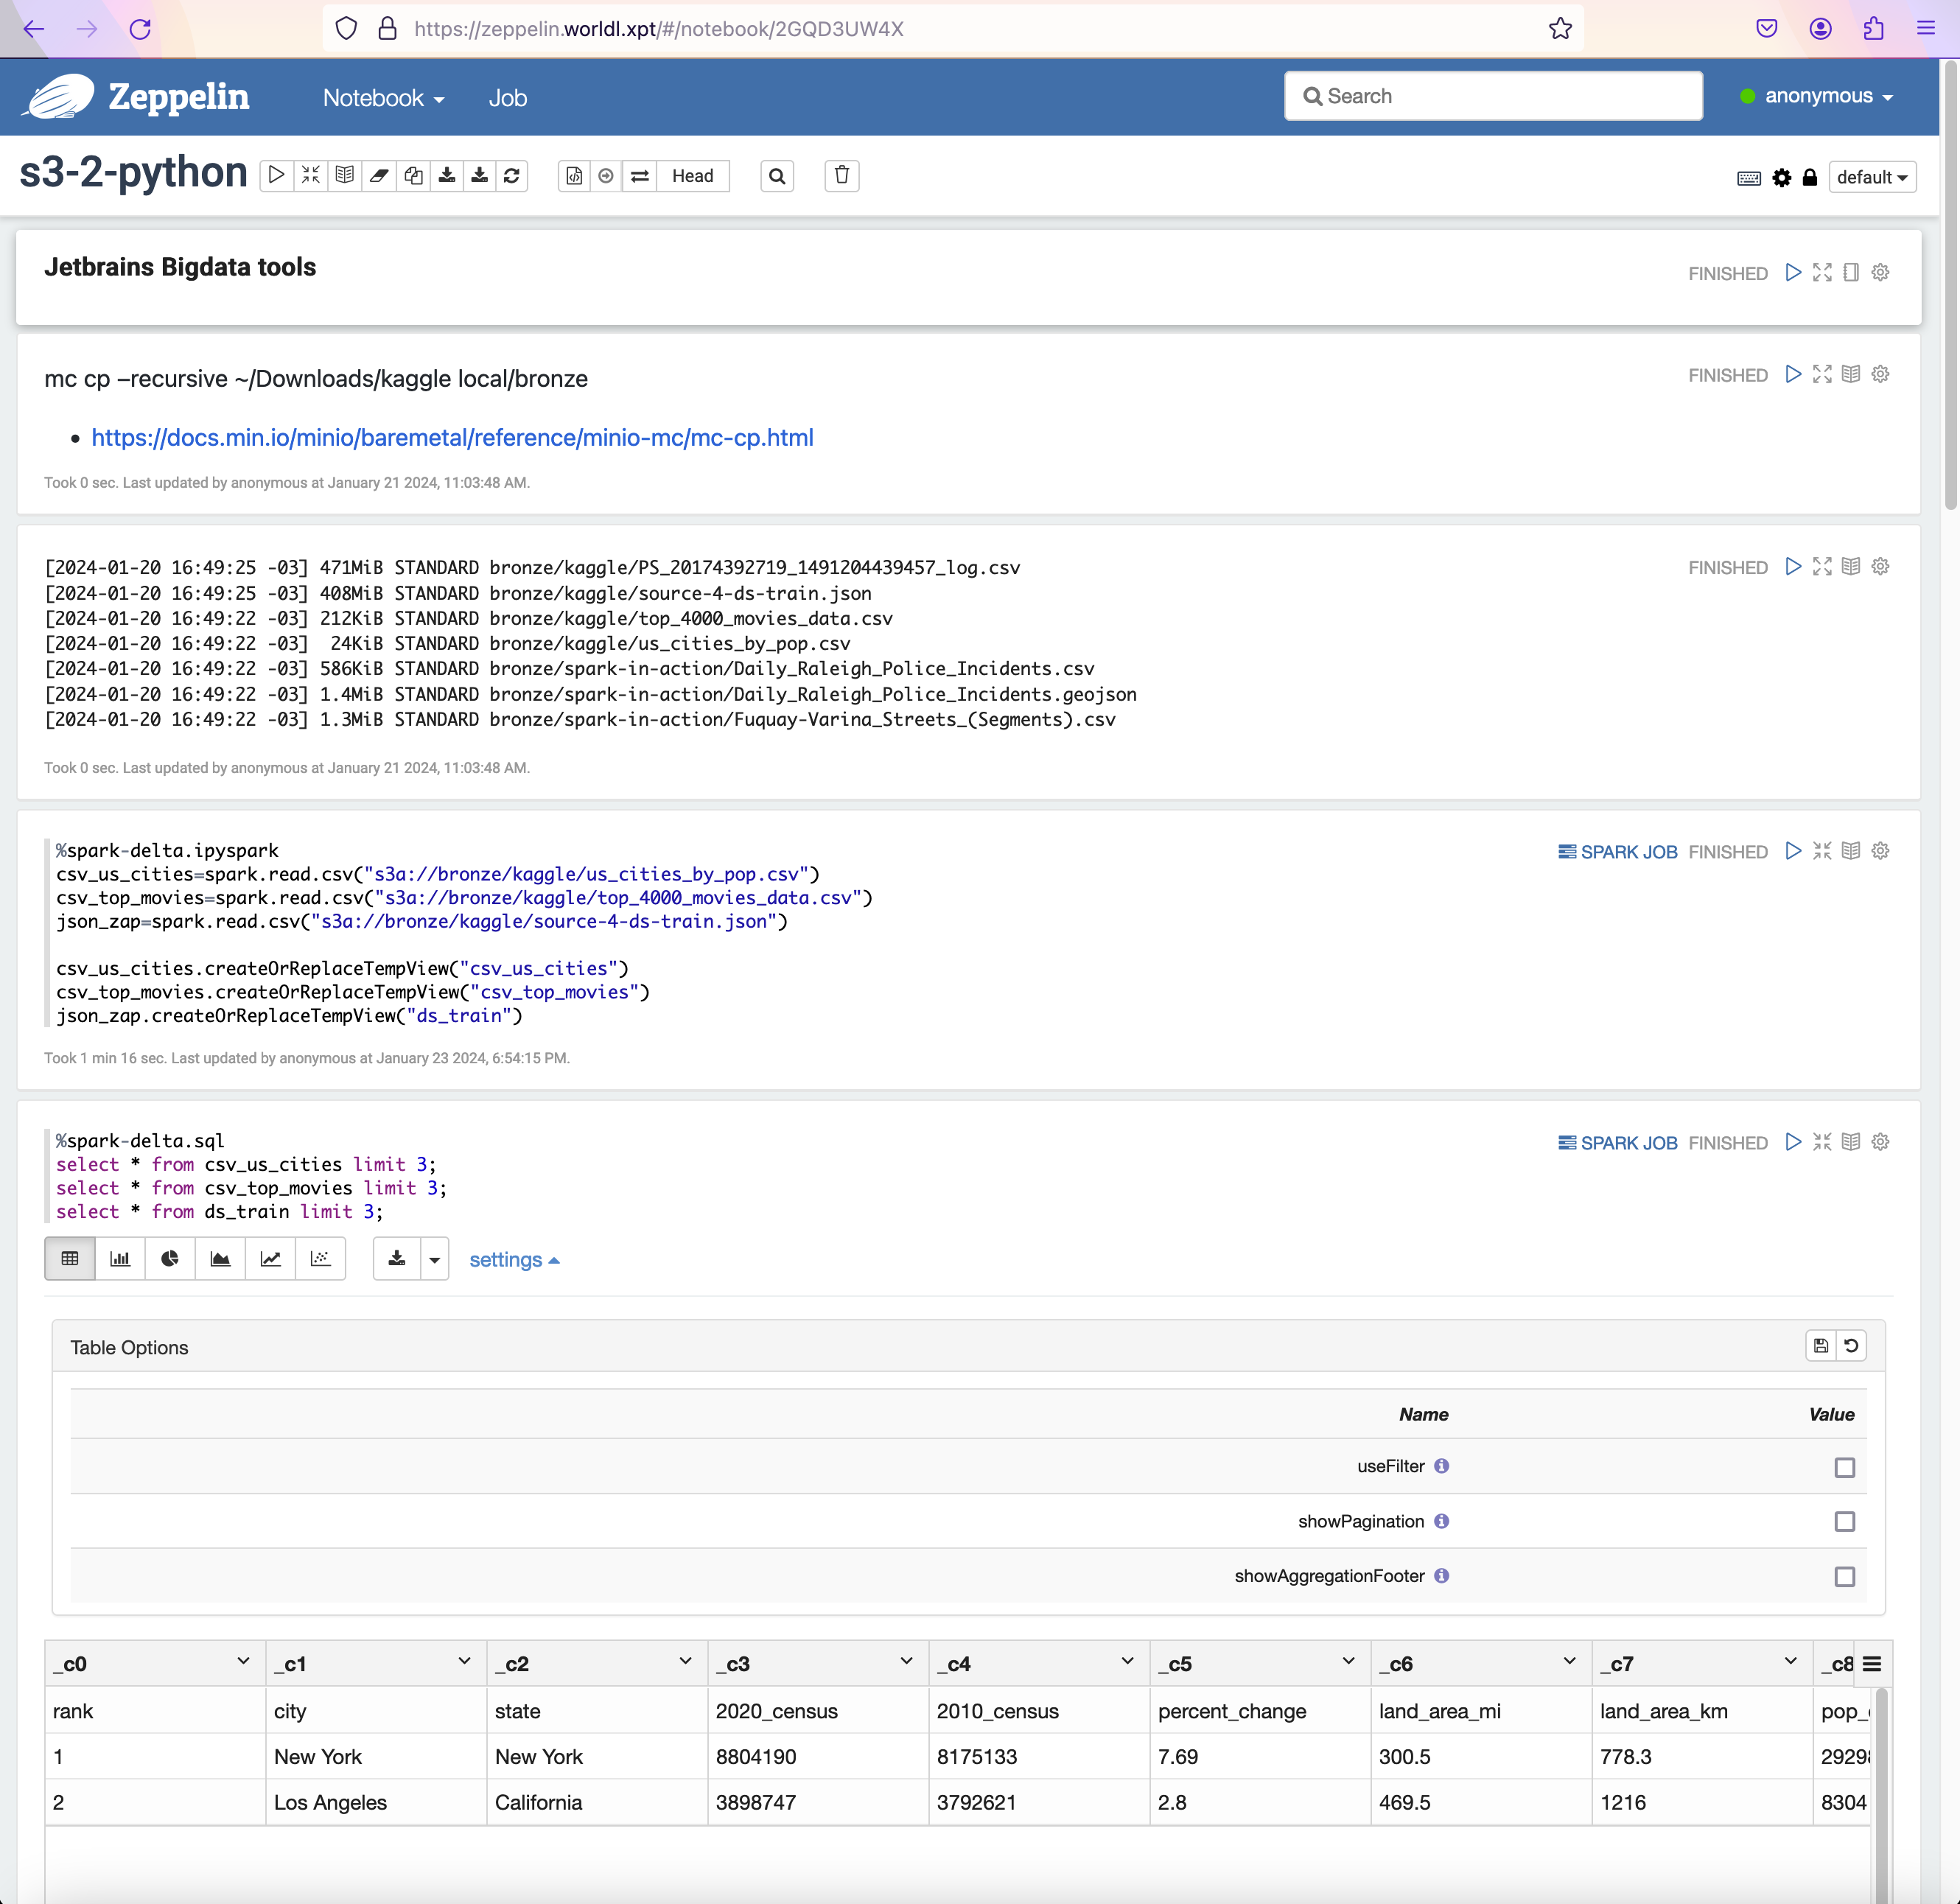 https://zeppelin.worldl.xpt/#/notebook/2GQD3UW4X
Zeppelin Notebook Job Search anonymous
s3-2-python Head default
Jetbrains Bigdata tools FINISHED
mc cp –recursive ~/Downloads/kaggle local/bronze FINISHED
https://docs.min.io/minio/baremetal/reference/minio-mc/mc-cp.html
Took 0 sec. Last updated by anonymous at January 21 2024, 11:03:48 AM.
[2024-01-20 16:49:25 -03] 471MiB STANDARD bronze/kaggle/PS_20174392719_1491204439457_log.csv FINISHED
[2024-01-20 16:49:25 -03] 408MiB STANDARD bronze/kaggle/source-4-ds-train.json
[2024-01-20 16:49:22 -03] 212KiB STANDARD bronze/kaggle/top_4000_movies_data.csv
[2024-01-20 16:49:22 -03]  24KiB STANDARD bronze/kaggle/us_cities_by_pop.csv
[2024-01-20 16:49:22 -03] 586KiB STANDARD bronze/spark-in-action/Daily_Raleigh_Police_Incidents.csv
[2024-01-20 16:49:22 -03] 1.4MiB STANDARD bronze/spark-in-action/Daily_Raleigh_Police_Incidents.geojson
[2024-01-20 16:49:22 -03] 1.3MiB STANDARD bronze/spark-in-action/Fuquay-Varina_Streets_(Segments).csv
Took 0 sec. Last updated by anonymous at January 21 2024, 11:03:48 AM.
%spark-delta.ipyspark SPARK JOB FINISHED
csv_us_cities=spark.read.csv("s3a://bronze/kaggle/us_cities_by_pop.csv")
csv_top_movies=spark.read.csv("s3a://bronze/kaggle/top_4000_movies_data.csv")
json_zap=spark.read.csv("s3a://bronze/kaggle/source-4-ds-train.json")
csv_us_cities.createOrReplaceTempView("csv_us_cities")
csv_top_movies.createOrReplaceTempView("csv_top_movies")
json_zap.createOrReplaceTempView("ds_train")
Took 1 min 16 sec. Last updated by anonymous at January 23 2024, 6:54:15 PM.
%spark-delta.sql SPARK JOB FINISHED
select * from csv_us_cities limit 3;
select * from csv_top_movies limit 3;
select * from ds_train limit 3;
settings
Table Options
Name Value
useFilter
showPagination
showAggregationFooter
_c0 _c1 _c2 _c3 _c4 _c5 _c6 _c7 _c8
rank city state 2020_census 2010_census percent_change land_area_mi land_area_km pop_
1 New York New York 8804190 8175133 7.69 300.5 778.3 2929
2 Los Angeles California 3898747 3792621 2.8 469.5 1216 8304